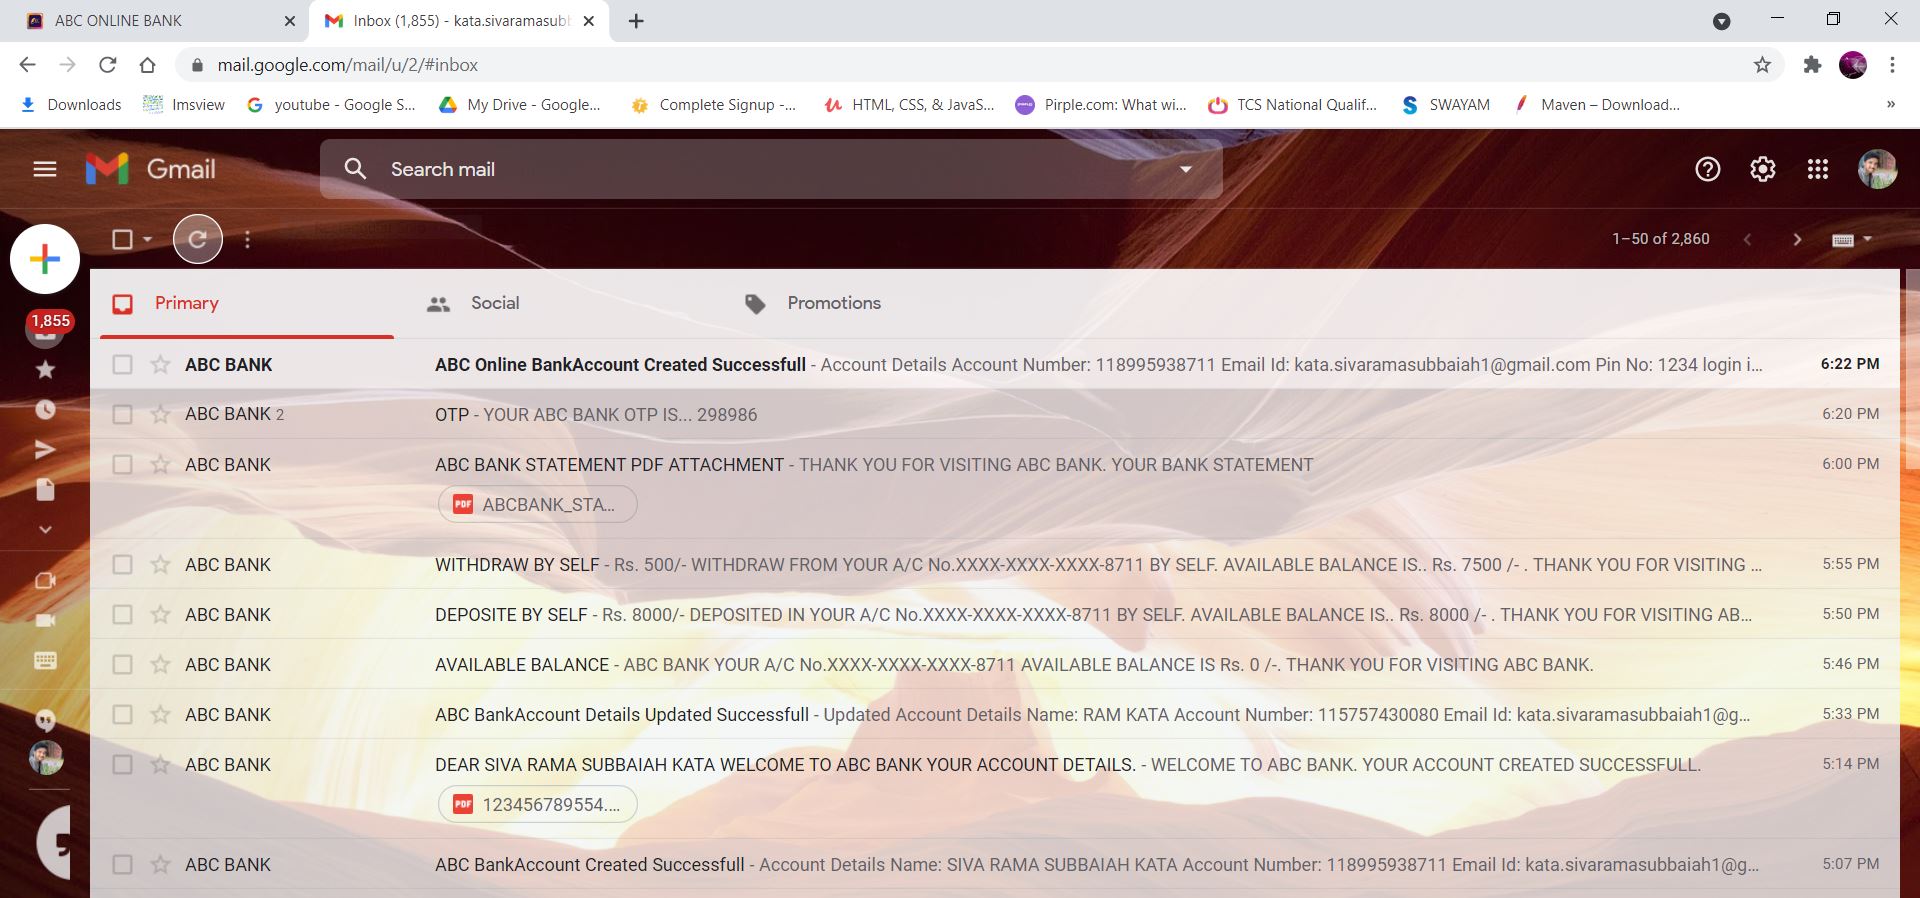 ABC ONLINE BANK
Inbox (1,855) - kata.sivaramasubb
mail.google.com/mail/u/2/#inbox
Downloads Imsview youtube - Google S... My Drive - Google... Complete Signup -... HTML, CSS, & JavaS... Pirple.com: What wi... TCS National Qualif... SWAYAM Maven – Download... »
Gmail
Search mail
1–50 of 2,860
1,855
Primary Social Promotions
ABC BANK ABC Online BankAccount Created Successfull - Account Details Account Number: 118995938711 Email Id: kata.sivaramasubbaiah1@gmail.com Pin No: 1234 login i... 6:22 PM
ABC BANK 2 OTP - YOUR ABC BANK OTP IS... 298986 6:20 PM
ABC BANK ABC BANK STATEMENT PDF ATTACHMENT - THANK YOU FOR VISITING ABC BANK. YOUR BANK STATEMENT 6:00 PM
PDF ABCBANK_STA...
ABC BANK WITHDRAW BY SELF - Rs. 500/- WITHDRAW FROM YOUR A/C No.XXXX-XXXX-XXXX-8711 BY SELF. AVAILABLE BALANCE IS.. Rs. 7500 /- . THANK YOU FOR VISITING ... 5:55 PM
ABC BANK DEPOSITE BY SELF - Rs. 8000/- DEPOSITED IN YOUR A/C No.XXXX-XXXX-XXXX-8711 BY SELF. AVAILABLE BALANCE IS.. Rs. 8000 /- . THANK YOU FOR VISITING AB... 5:50 PM
ABC BANK AVAILABLE BALANCE - ABC BANK YOUR A/C No.XXXX-XXXX-XXXX-8711 AVAILABLE BALANCE IS Rs. 0 /-. THANK YOU FOR VISITING ABC BANK. 5:46 PM
ABC BANK ABC BankAccount Details Updated Successfull - Updated Account Details Name: RAM KATA Account Number: 115757430080 Email Id: kata.sivaramasubbaiah1@g... 5:33 PM
ABC BANK DEAR SIVA RAMA SUBBAIAH KATA WELCOME TO ABC BANK YOUR ACCOUNT DETAILS. - WELCOME TO ABC BANK. YOUR ACCOUNT CREATED SUCCESSFULL. 5:14 PM
PDF 123456789554....
ABC BANK ABC BankAccount Created Successfull - Account Details Name: SIVA RAMA SUBBAIAH KATA Account Number: 118995938711 Email Id: kata.sivaramasubbaiah1@g... 5:07 PM